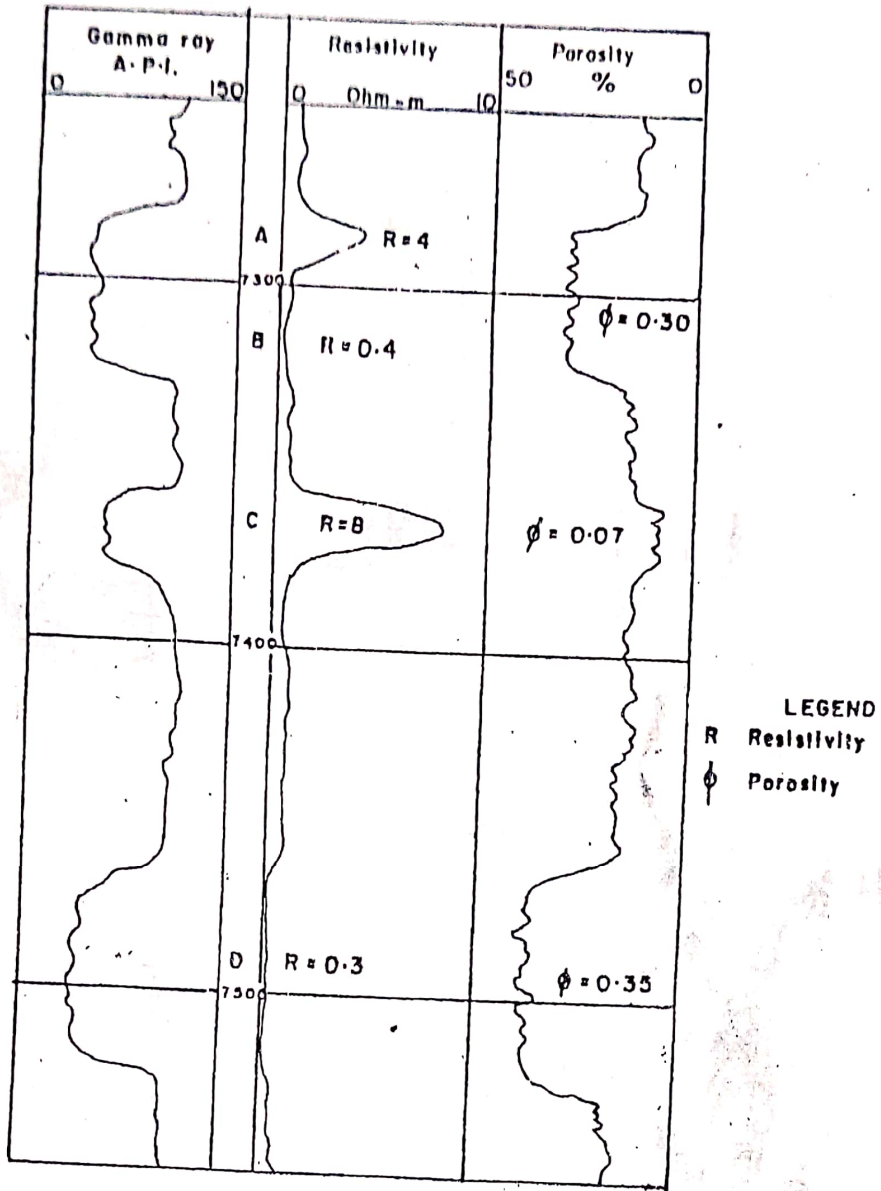 Gamma ray
A.P.I.
0 150
Resistivity
0 Ohm-m 10
Porosity
50 % 0
A R = 4
7300
ϕ = 0.30
B R = 0.4
C R = 8 ϕ = 0.07
7400
LEGEND
R Resistivity
ϕ Porosity
D R = 0.3 ϕ = 0.35
7500